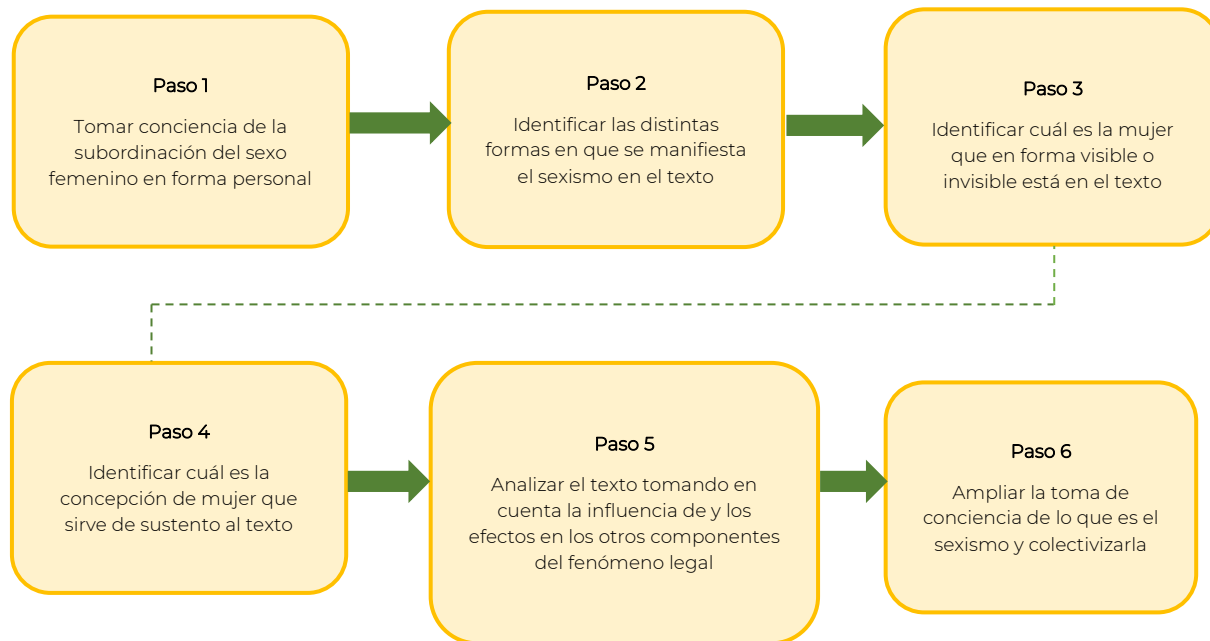 Paso 1
Tomar conciencia de la
subordinación del sexo
femenino en forma personal
Paso 2
Identificar las distintas
formas en que se manifiesta
el sexismo en el texto
Paso 3
Identificar cuál es la mujer
que en forma visible o
invisible está en el texto
Paso 4
Identificar cuál es la
concepción de mujer que
sirve de sustento al texto
Paso 5
Analizar el texto tomando en
cuenta la influencia de y los
efectos en los otros componentes
del fenómeno legal
Paso 6
Ampliar la toma de
conciencia de lo que es el
sexismo y colectivizarla